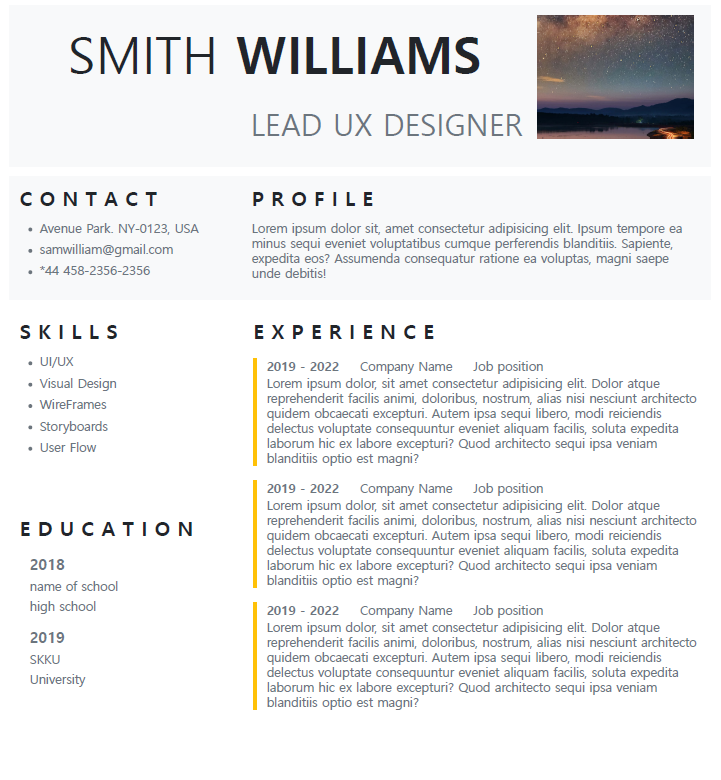 SMITH WILLIAMS
LEAD UX DESIGNER
CONTACT
• Avenue Park. NY-0123, USA
• samwilliam@gmail.com
• *44 458-2356-2356
PROFILE
Lorem ipsum dolor sit, amet consectetur adipisicing elit. Ipsum tempore ea
minus sequi eveniet voluptatibus cumque perferendis blanditiis. Sapiente,
expedita eos? Assumenda consequatur ratione ea voluptas, magni saepe
unde debitis!
SKILLS
• UI/UX
• Visual Design
• WireFrames
• Storyboards
• User Flow
EDUCATION
2018
name of school
high school
2019
SKKU
University
EXPERIENCE
2019 - 2022 Company Name Job position
Lorem ipsum dolor, sit amet consectetur adipisicing elit. Dolor atque
reprehenderit facilis animi, doloribus, nostrum, alias nisi nesciunt architecto
quidem obcaecati excepturi. Autem ipsa sequi libero, modi reiciendis
delectus voluptate consequuntur eveniet aliquam facilis, soluta expedita
laborum hic ex labore excepturi? Quod architecto sequi ipsa veniam
blanditiis optio est magni?
2019 - 2022 Company Name Job position
Lorem ipsum dolor, sit amet consectetur adipisicing elit. Dolor atque
reprehenderit facilis animi, doloribus, nostrum, alias nisi nesciunt architecto
quidem obcaecati excepturi. Autem ipsa sequi libero, modi reiciendis
delectus voluptate consequuntur eveniet aliquam facilis, soluta expedita
laborum hic ex labore excepturi? Quod architecto sequi ipsa veniam
blanditiis optio est magni?
2019 - 2022 Company Name Job position
Lorem ipsum dolor, sit amet consectetur adipisicing elit. Dolor atque
reprehenderit facilis animi, doloribus, nostrum, alias nisi nesciunt architecto
quidem obcaecati excepturi. Autem ipsa sequi libero, modi reiciendis
delectus voluptate consequuntur eveniet aliquam facilis, soluta expedita
laborum hic ex labore excepturi? Quod architecto sequi ipsa veniam
blanditiis optio est magni?